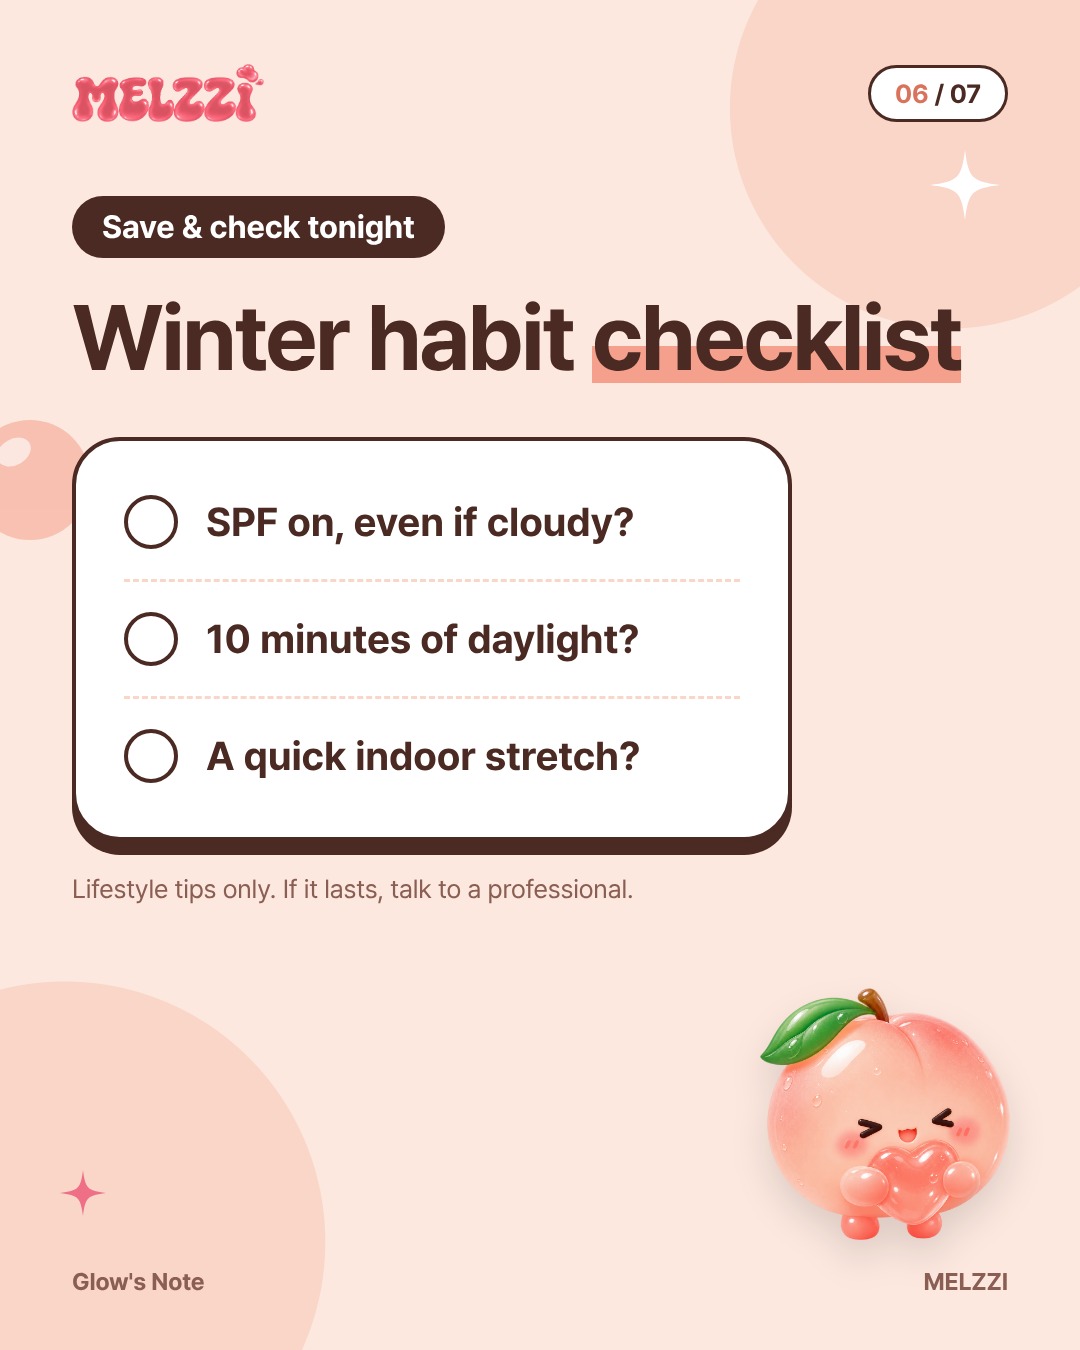 MELZZI
06 / 07
Save & check tonight
Winter habit checklist
SPF on, even if cloudy?
10 minutes of daylight?
A quick indoor stretch?
Lifestyle tips only. If it lasts, talk to a professional.
Glow's Note
MELZZI